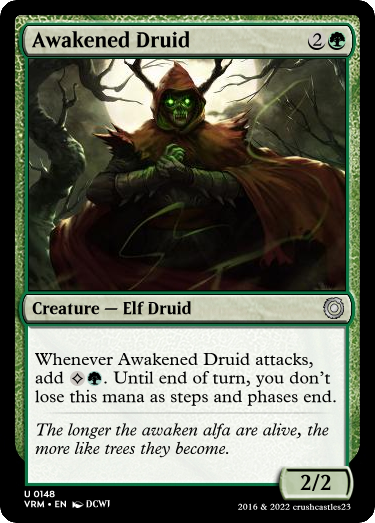 Awakened Druid 2
Creature — Elf Druid
Whenever Awakened Druid attacks,
add. Until end of turn, you don't
lose this mana as steps and phases end.
The longer the awaken alfa are alive, the
more like trees they become.
2/2
U 0148
VRM • EN DCWJ
2016 & 2022 crushcastles23